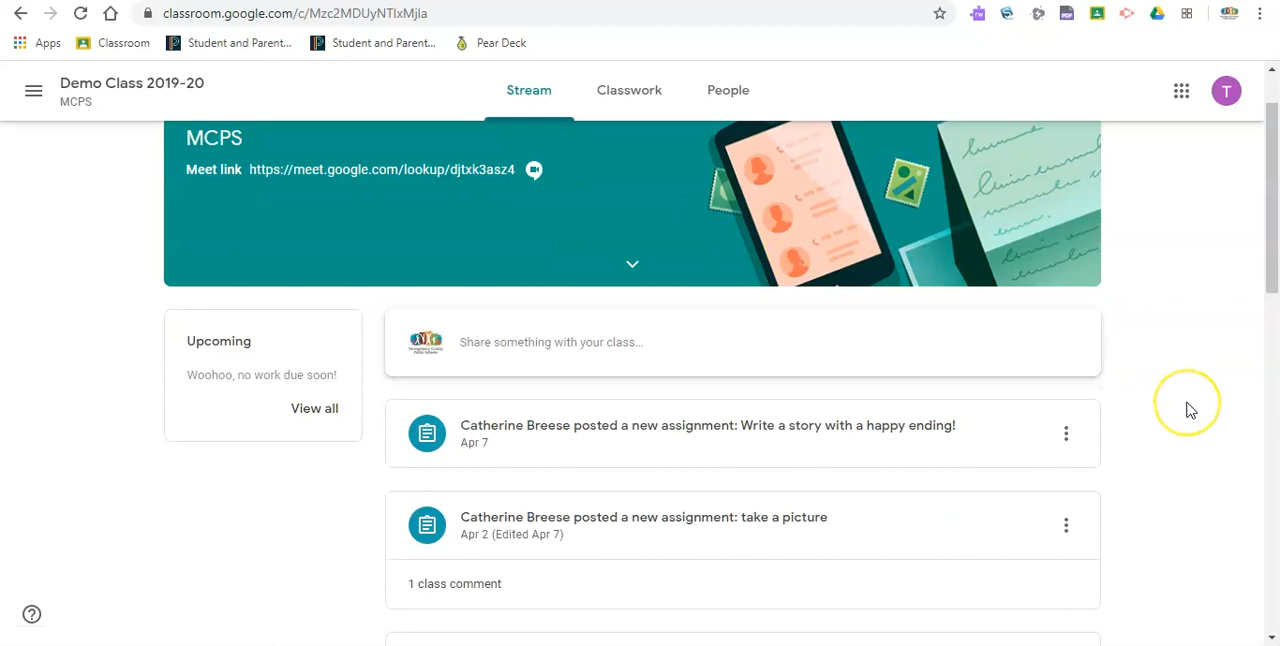 classroom.google.com/c/Mzc2MDUyNTIxMjla
Apps Classroom Student and Parent... Student and Parent... Pear Deck
Demo Class 2019-20
MCPS
Stream Classwork People
T
MCPS
Meet link https://meet.google.com/lookup/djtxk3asz4
Upcoming
Woohoo, no work due soon!
View all
Share something with your class...
Catherine Breese posted a new assignment: Write a story with a happy ending!
Apr 7
Catherine Breese posted a new assignment: take a picture
Apr 2 (Edited Apr 7)
1 class comment